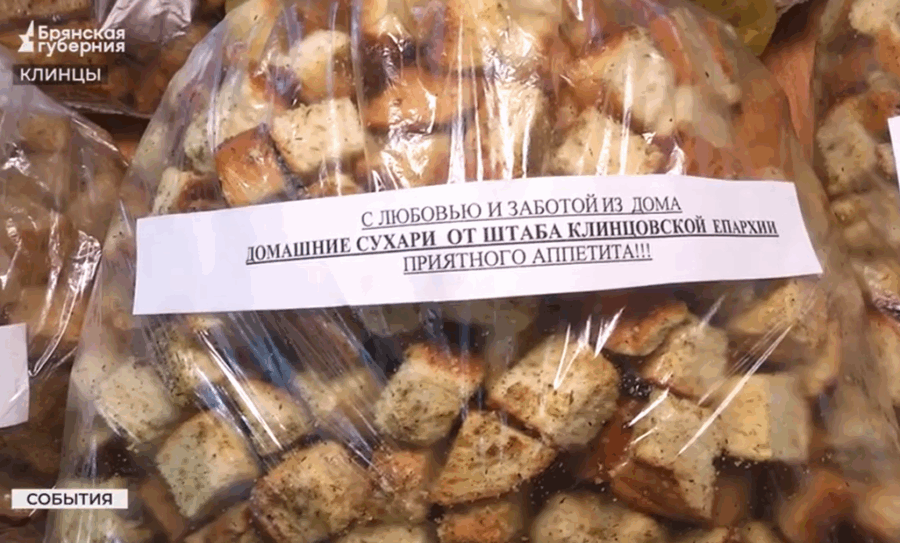 Брянская
губерния
КЛИНЦЫ
С ЛЮБОВЬЮ И ЗАБОТОЙ ИЗ ДОМА
ДОМАШНИЕ СУХАРИ ОТ ШТАБА КЛИНЦОВСКОЙ ЕПАРХИИ
ПРИЯТНОГО АППЕТИТА!!!
СОБЫТИЯ